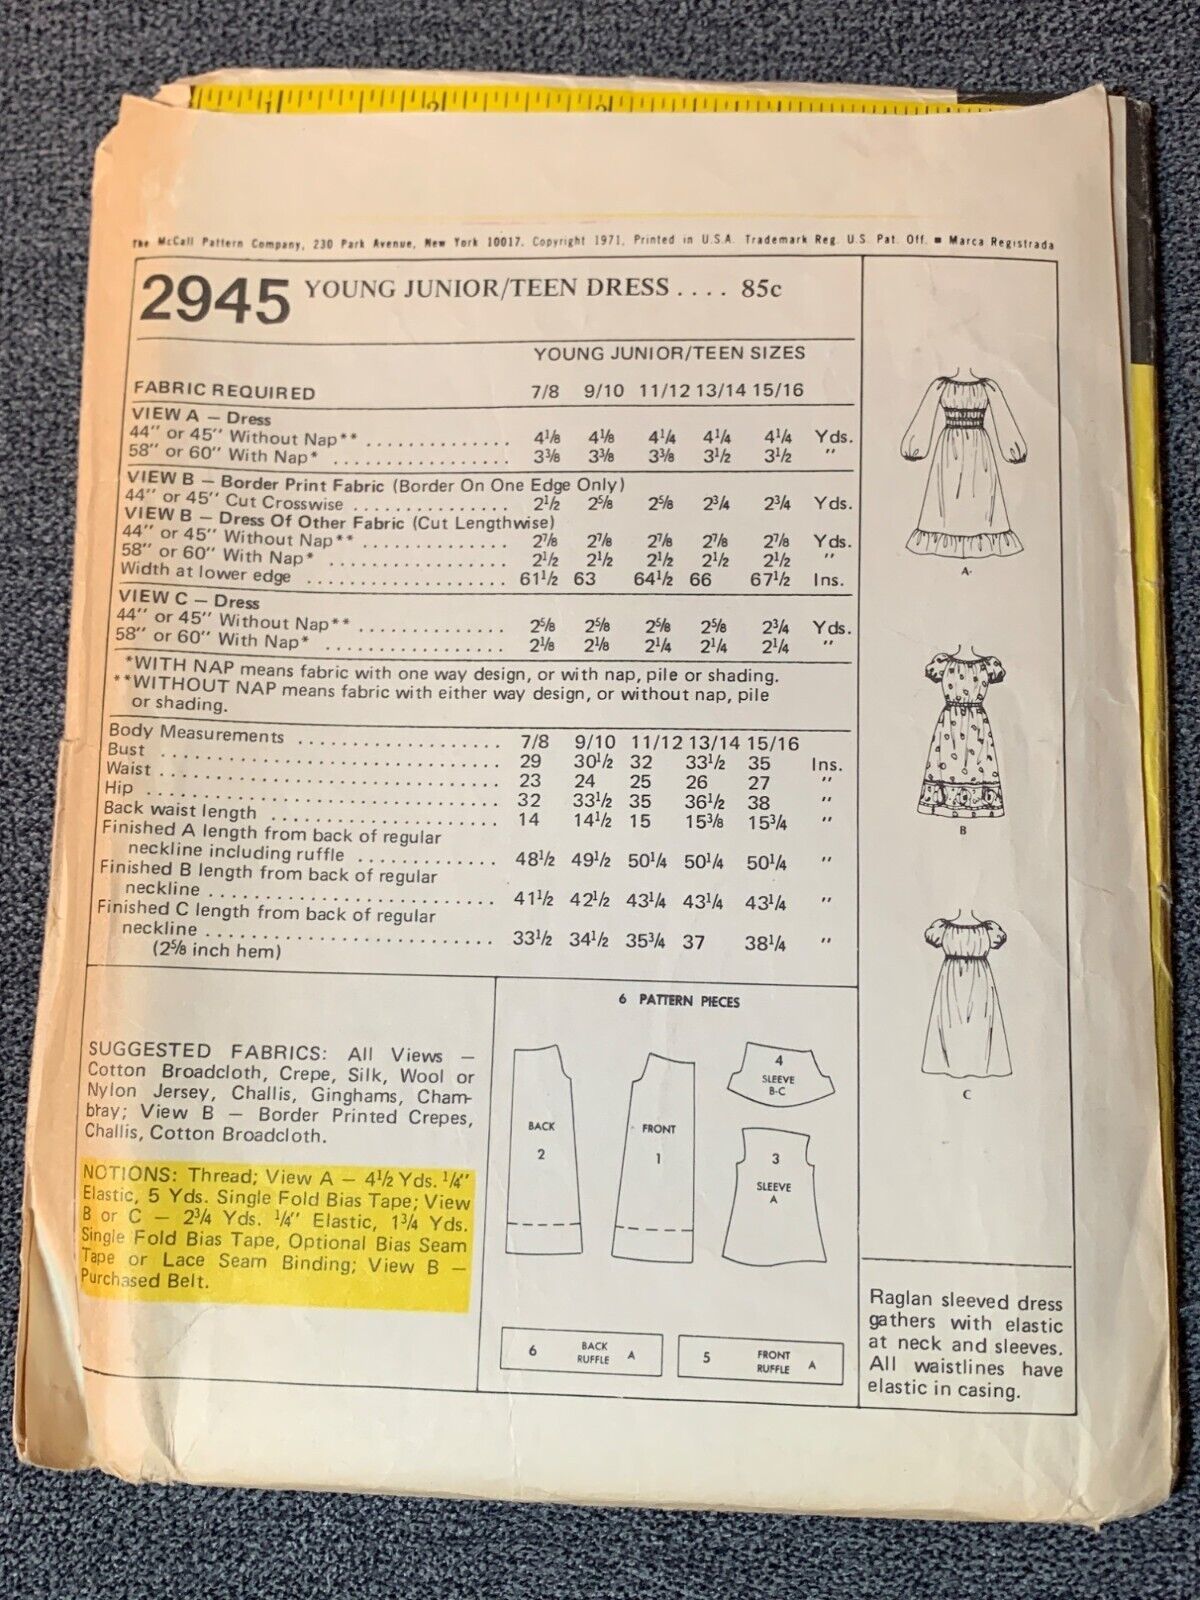 1 2 3
The McCall Pattern Company, 230 Park Avenue, New York 10017. Copyright 1971, Printed in U.S.A. Trademark Reg. U.S. Pat. Off. ■ Marca Registrada
2945 YOUNG JUNIOR/TEEN DRESS .... 85c
YOUNG JUNIOR/TEEN SIZES
FABRIC REQUIRED 7/8 9/10 11/12 13/14 15/16
VIEW A — Dress
44" or 45" Without Nap** .............. 4⅛ 4⅛ 4¼ 4¼ 4¼ Yds.
58" or 60" With Nap* ................. 3⅜ 3⅜ 3⅜ 3½ 3½ "
VIEW B — Border Print Fabric (Border On One Edge Only)
44" or 45" Cut Crosswise ............... 2½ 2⅝ 2⅝ 2¾ 2¾ Yds.
VIEW B — Dress Of Other Fabric (Cut Lengthwise)
44" or 45" Without Nap** .............. 2⅞ 2⅞ 2⅞ 2⅞ 2⅞ Yds.
58" or 60" With Nap* ................. 2½ 2½ 2½ 2½ 2½ "
Width at lower edge ................... 61½ 63 64½ 66 67½ Ins.
VIEW C — Dress
44" or 45" Without Nap** .............. 2⅝ 2⅝ 2⅝ 2⅝ 2¾ Yds.
58" or 60" With Nap* ................. 2⅛ 2⅛ 2¼ 2¼ 2¼ "
*WITH NAP means fabric with one way design, or with nap, pile or shading.
**WITHOUT NAP means fabric with either way design, or without nap, pile
or shading.
Body Measurements ................... 7/8 9/10 11/12 13/14 15/16
Bust ................................ 29 30½ 32 33½ 35 Ins.
Waist ............................... 23 24 25 26 27 "
Hip ................................. 32 33½ 35 36½ 38 "
Back waist length ..................... 14 14½ 15 15⅜ 15¾ "
Finished A length from back of regular
neckline including ruffle ............. 48½ 49½ 50¼ 50¼ 50¼ "
Finished B length from back of regular
neckline ........................... 41½ 42½ 43¼ 43¼ 43¼ "
Finished C length from back of regular
neckline ........................... 33½ 34½ 35¾ 37 38¼ "
(2⅝ inch hem)
A
B
C
SUGGESTED FABRICS: All Views —
Cotton Broadcloth, Crepe, Silk, Wool or
Nylon Jersey, Challis, Ginghams, Cham-
bray; View B — Border Printed Crepes,
Challis, Cotton Broadcloth.
NOTIONS: Thread; View A — 4½ Yds. ¼"
Elastic, 5 Yds. Single Fold Bias Tape; View
B or C — 2¾ Yds. ¼" Elastic, 1¾ Yds.
Single Fold Bias Tape, Optional Bias Seam
Tape or Lace Seam Binding; View B —
Purchased Belt.
6 PATTERN PIECES
BACK
2
FRONT
1
4
SLEEVE
B-C
3
SLEEVE
A
6 BACK RUFFLE A
5 FRONT RUFFLE A
Raglan sleeved dress
gathers with elastic
at neck and sleeves.
All waistlines have
elastic in casing.